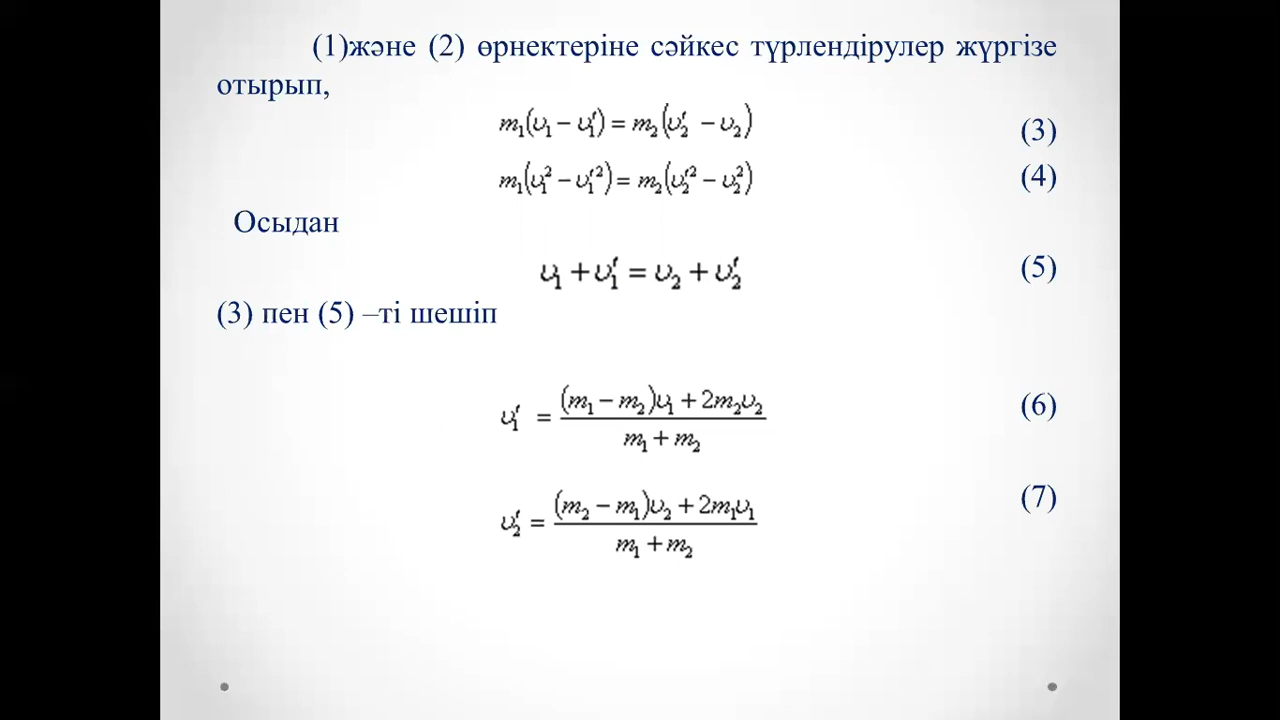 (1)және (2) өрнектеріне сәйкес түрлендірулер жүргізе
отырып,
m₁(υ₁ − υ₁′) = m₂(υ₂′ − υ₂) (3)
m₁(υ₁² − υ₁′²) = m₂(υ₂′² − υ₂²) (4)
Осыдан
υ₁ + υ₁′ = υ₂ + υ₂′ (5)
(3) пен (5) –ті шешіп
υ₁′ = ((m₁ − m₂)υ₁ + 2m₂υ₂) / (m₁ + m₂) (6)
υ₂′ = ((m₂ − m₁)υ₂ + 2m₁υ₁) / (m₁ + m₂) (7)